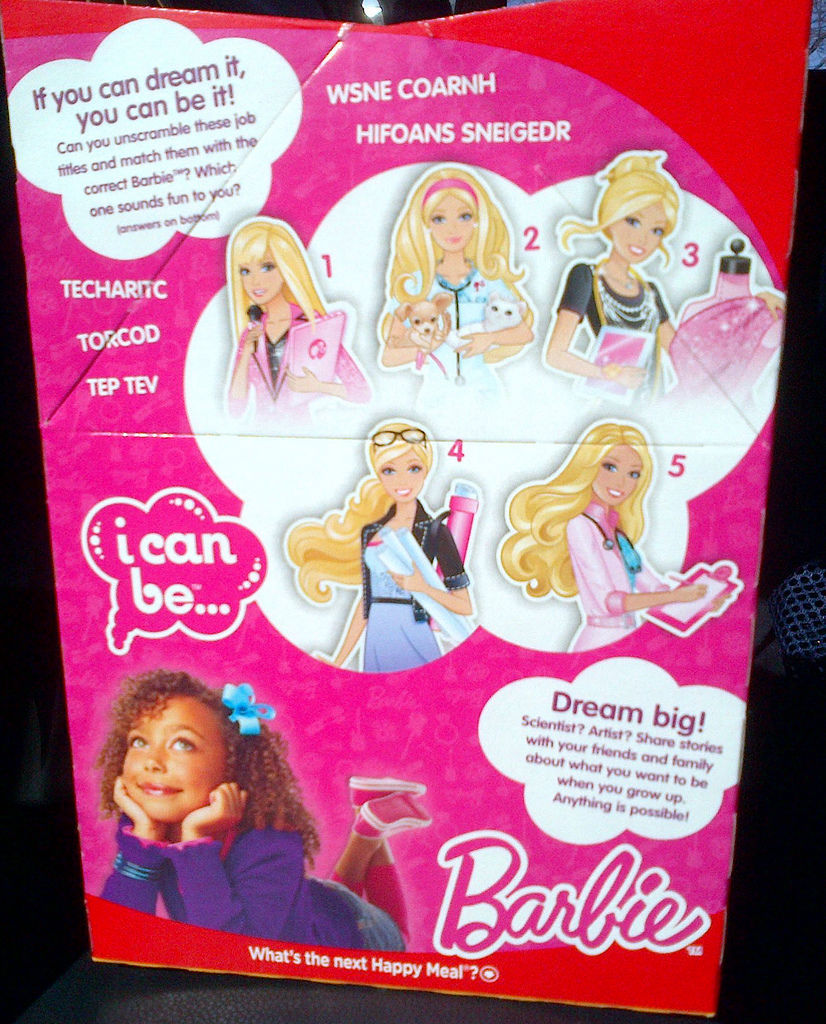 If you can dream it,
you can be it!
Can you unscramble these job
titles and match them with the
correct Barbie™? Which
one sounds fun to you?
(answers on bottom)
WSNE COARNH
HIFOANS SNEIGEDR
TECHARITC
TORCOD
TEP TEV
1
2
3
4
5
i can
be™...
Dream big!
Scientist? Artist? Share stories
with your friends and family
about what you want to be
when you grow up.
Anything is possible!
Barbie™
What's the next Happy Meal®?